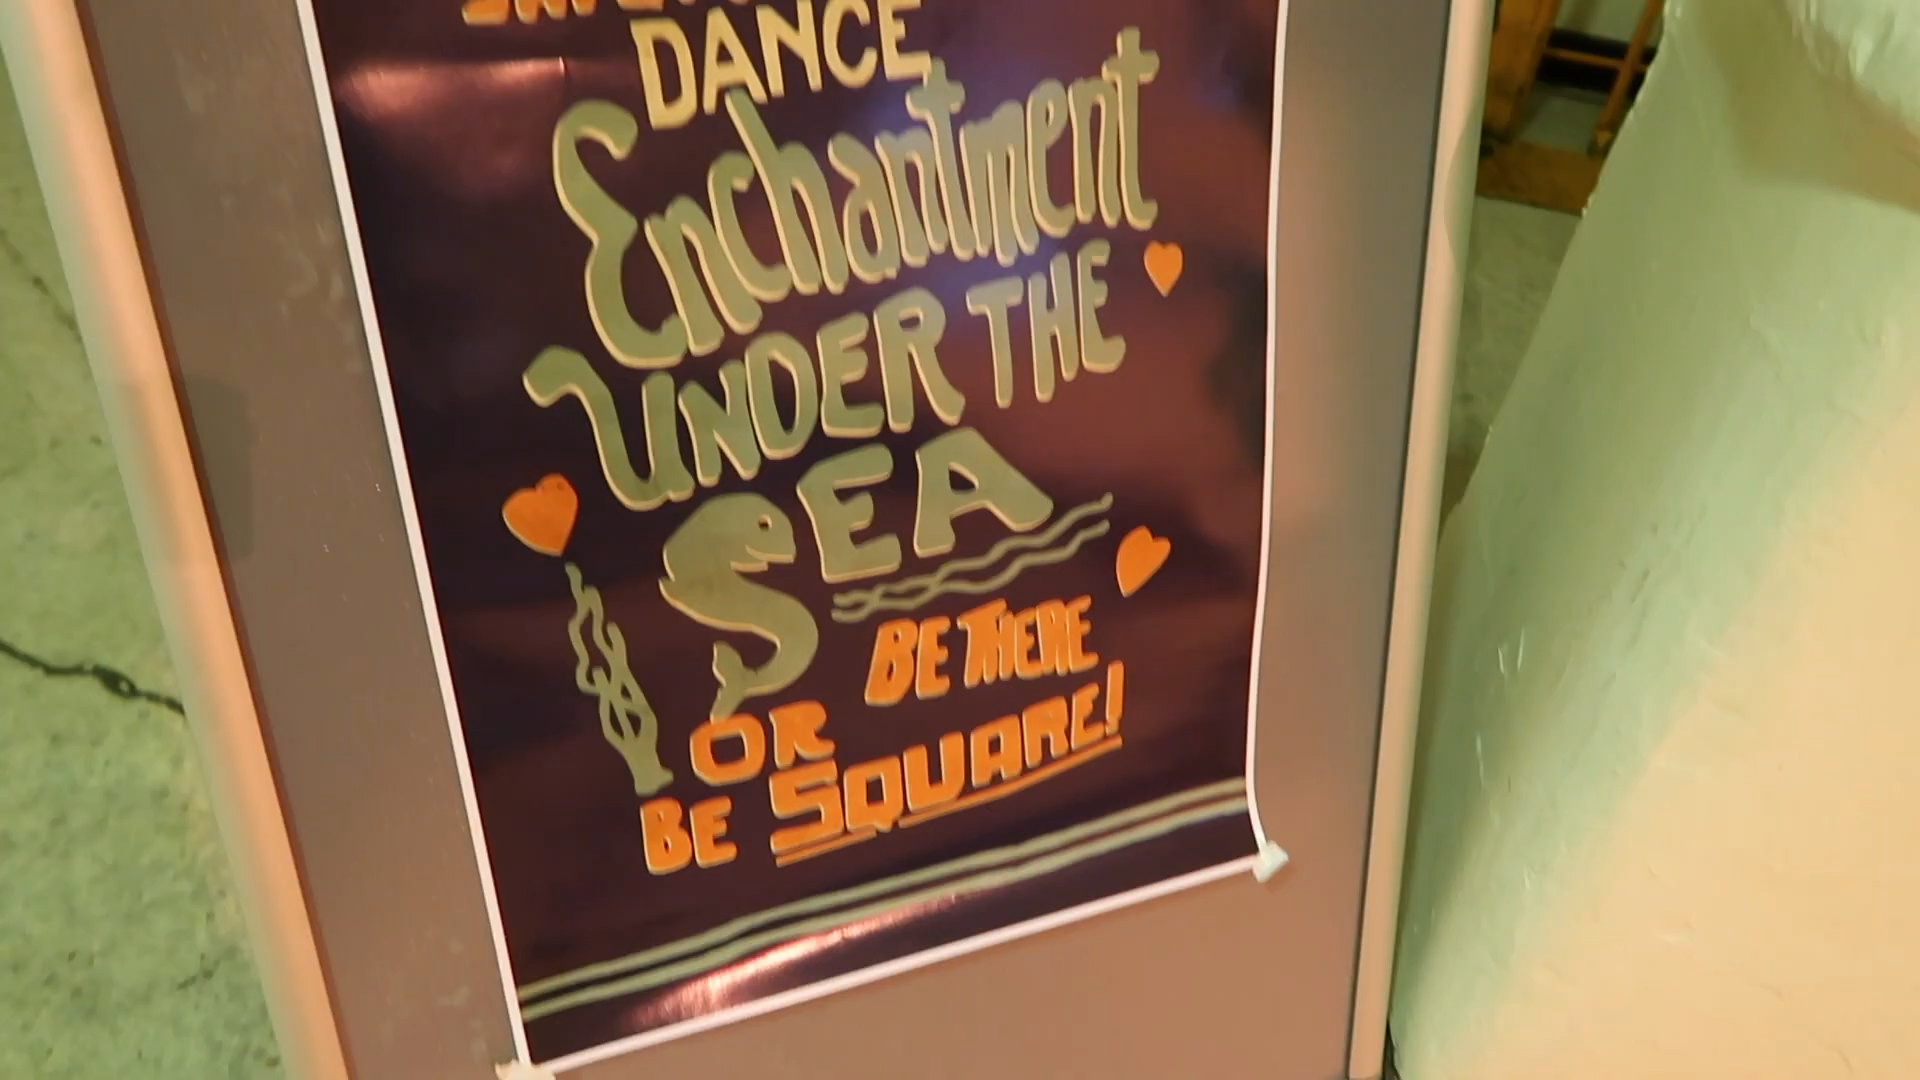 DANCE
Enchantment
UNDER THE
SEA
BE THERE
OR
BE SQUARE!